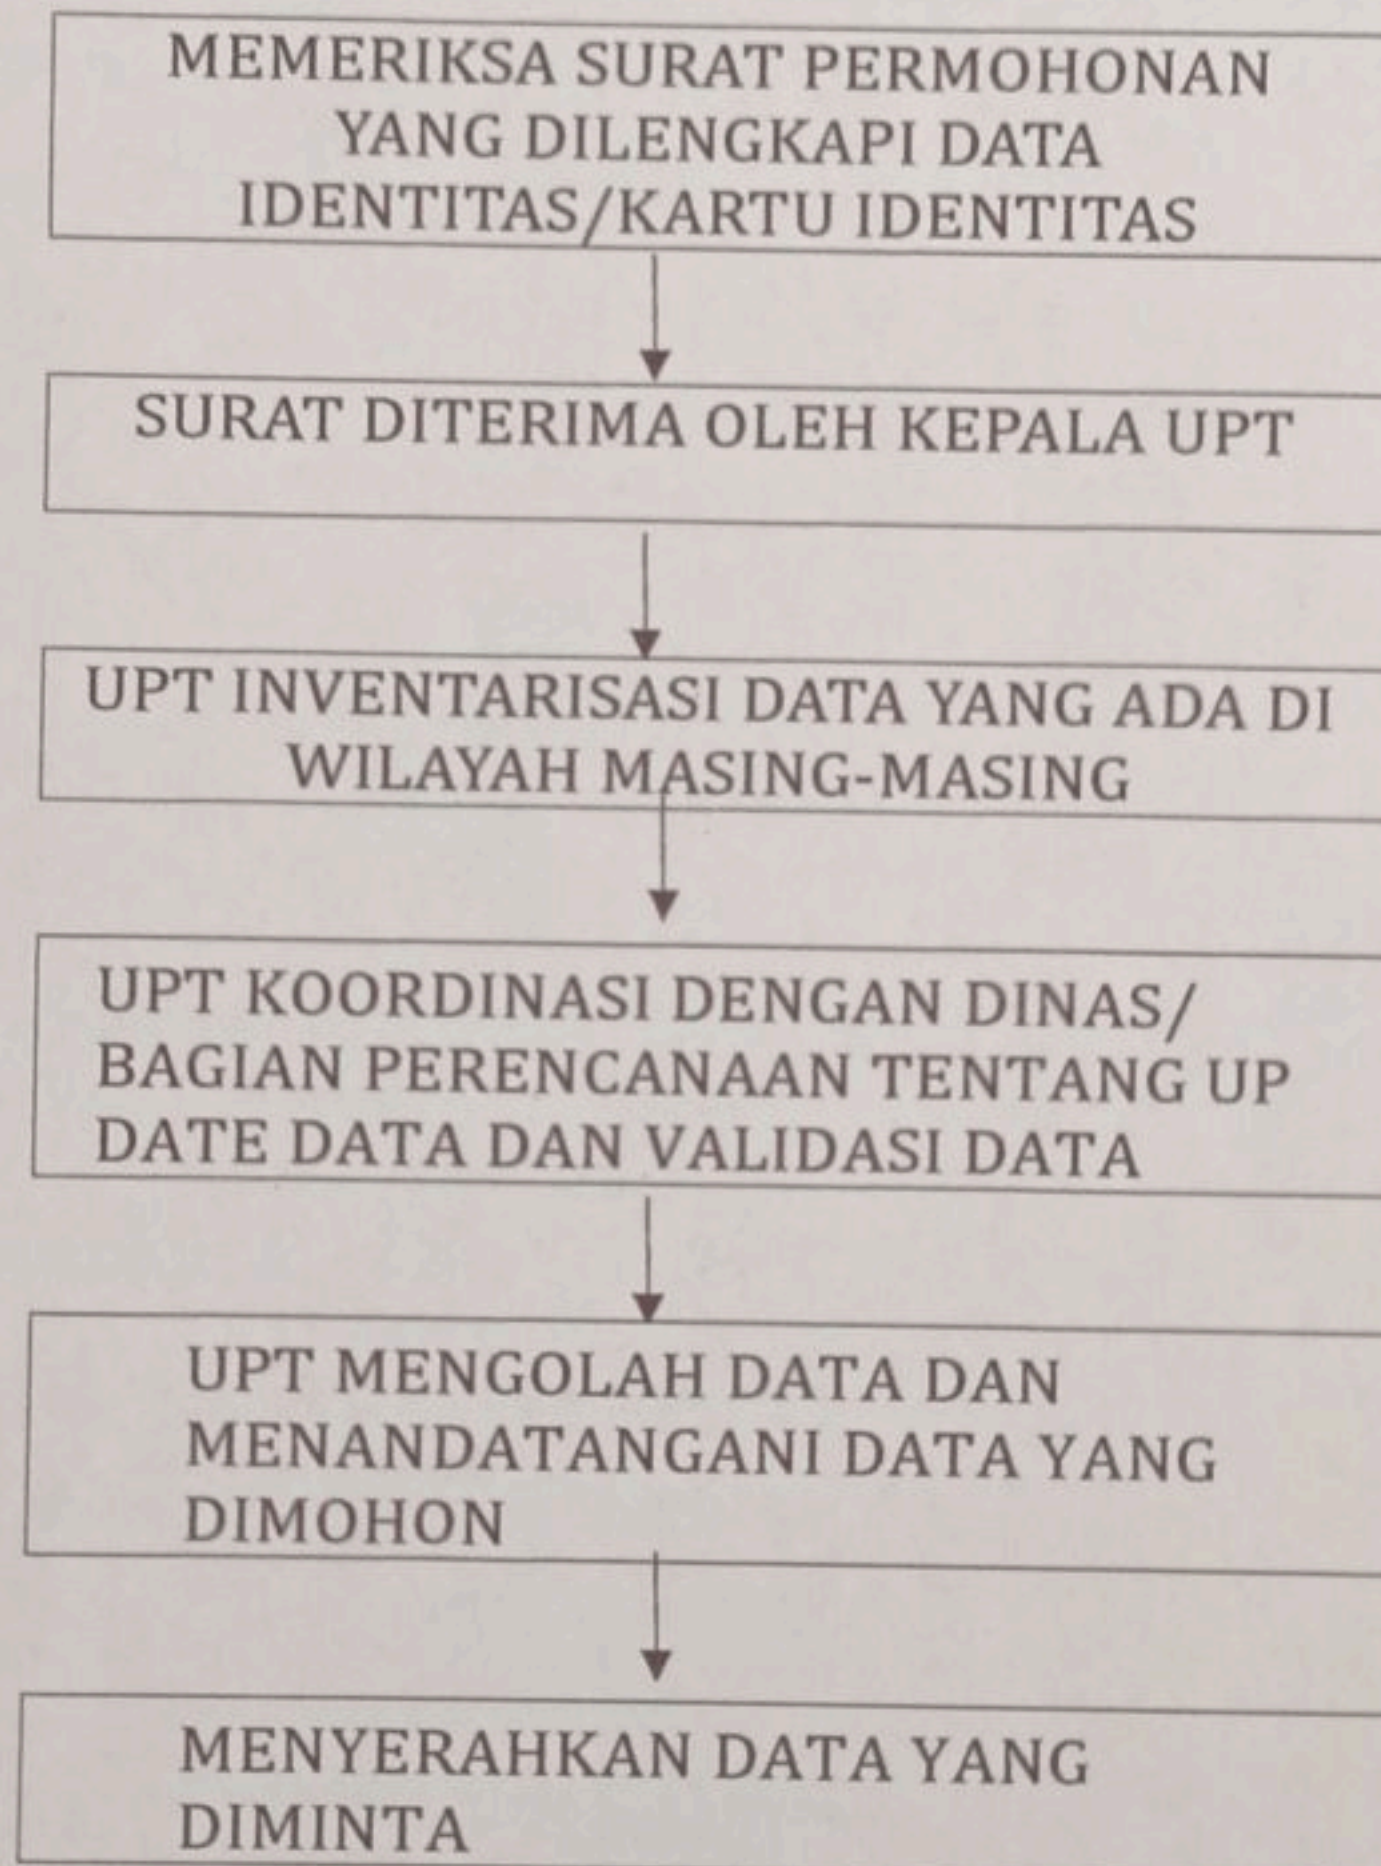 MEMERIKSA SURAT PERMOHONAN
YANG DILENGKAPI DATA
IDENTITAS/KARTU IDENTITAS
SURAT DITERIMA OLEH KEPALA UPT
UPT INVENTARISASI DATA YANG ADA DI
WILAYAH MASING-MASING
UPT KOORDINASI DENGAN DINAS/
BAGIAN PERENCANAAN TENTANG UP
DATE DATA DAN VALIDASI DATA
UPT MENGOLAH DATA DAN
MENANDATANGANI DATA YANG
DIMOHON
MENYERAHKAN DATA YANG
DIMINTA